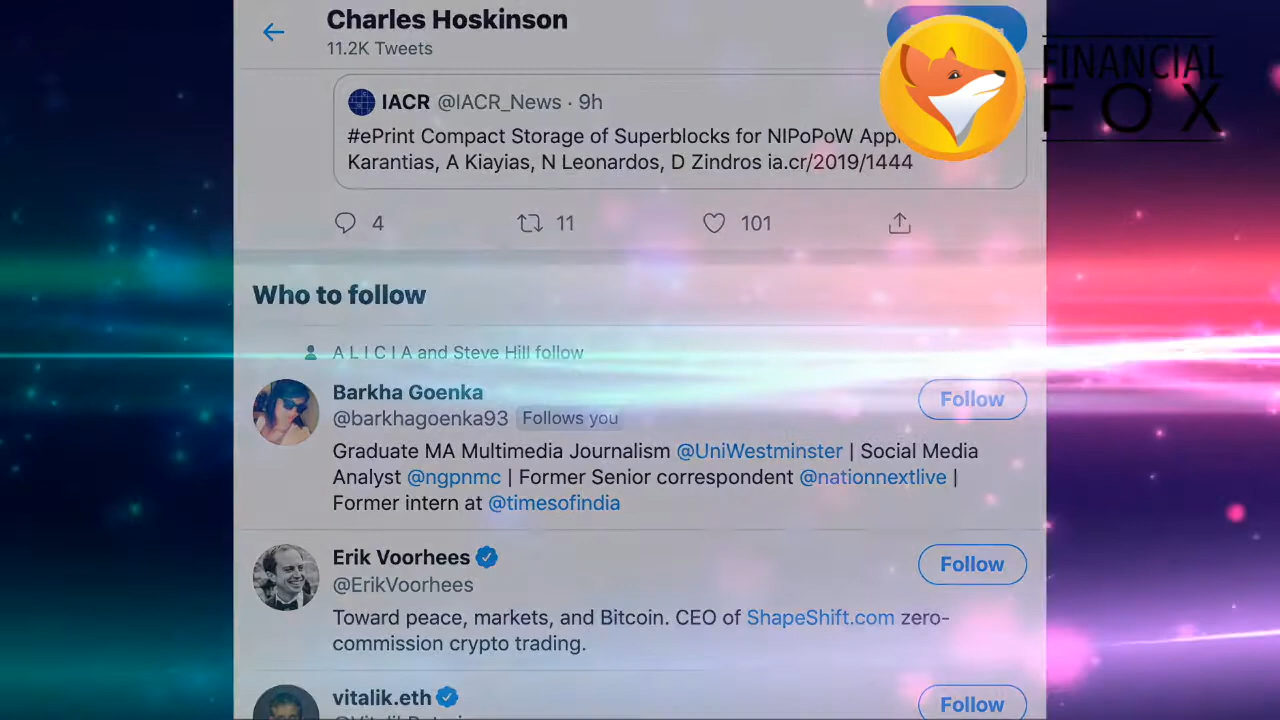 Charles Hoskinson
11.2K Tweets
FINANCIAL
FOX
IACR @IACR_News · 9h
#ePrint Compact Storage of Superblocks for NIPoPoW
Karantias, A Kiayias, N Leonardos, D Zindros ia.cr/2019/1444
4 11 101
Who to follow
A L I C I A and Steve Hill follow
Barkha Goenka
Follow
@barkhagoenka93 Follows you
Graduate MA Multimedia Journalism @UniWestminster | Social Media
Analyst @ngpnmc | Former Senior correspondent @nationnextlive |
Former intern at @timesofindia
Erik Voorhees
Follow
@ErikVoorhees
Toward peace, markets, and Bitcoin. CEO of ShapeShift.com zero-
commission crypto trading.
vitalik.eth
Follow